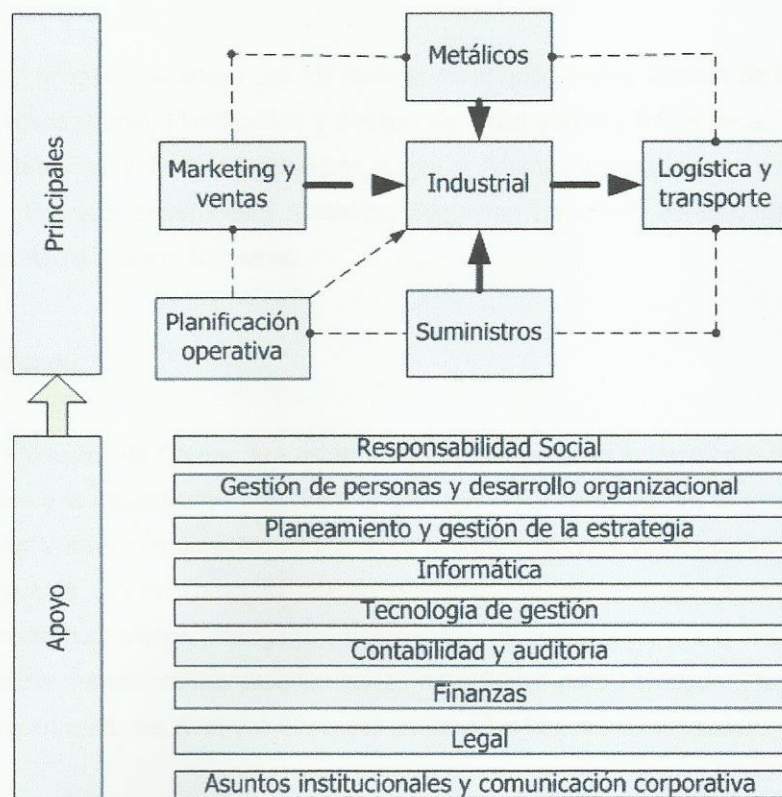 Principales
Metálicos
Marketing y
ventas
Industrial
Logística y
transporte
Planificación
operativa
Suministros
Apoyo
Responsabilidad Social
Gestión de personas y desarrollo organizacional
Planeamiento y gestión de la estrategia
Informática
Tecnología de gestión
Contabilidad y auditoría
Finanzas
Legal
Asuntos institucionales y comunicación corporativa